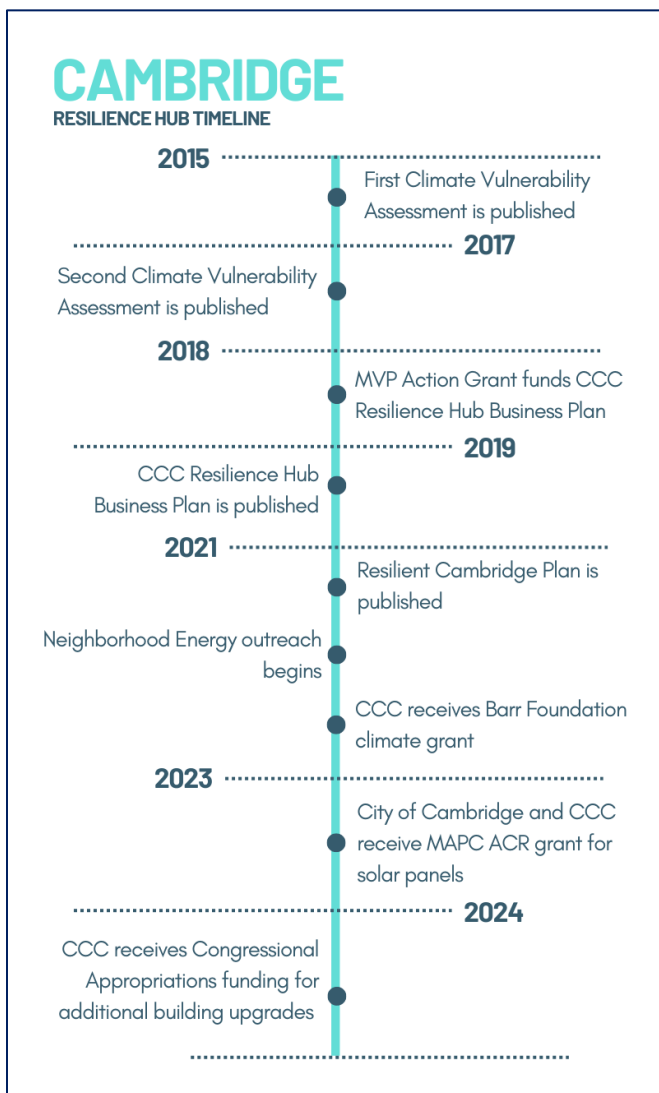 CAMBRIDGE
RESILIENCE HUB TIMELINE
2015
First Climate Vulnerability
Assessment is published
2017
Second Climate Vulnerability
Assessment is published
2018
MVP Action Grant funds CCC
Resilience Hub Business Plan
2019
CCC Resilience Hub
Business Plan is published
2021
Resilient Cambridge Plan is
published
Neighborhood Energy outreach
begins
CCC receives Barr Foundation
climate grant
2023
City of Cambridge and CCC
receive MAPC ACR grant for
solar panels
2024
CCC receives Congressional
Appropriations funding for
additional building upgrades